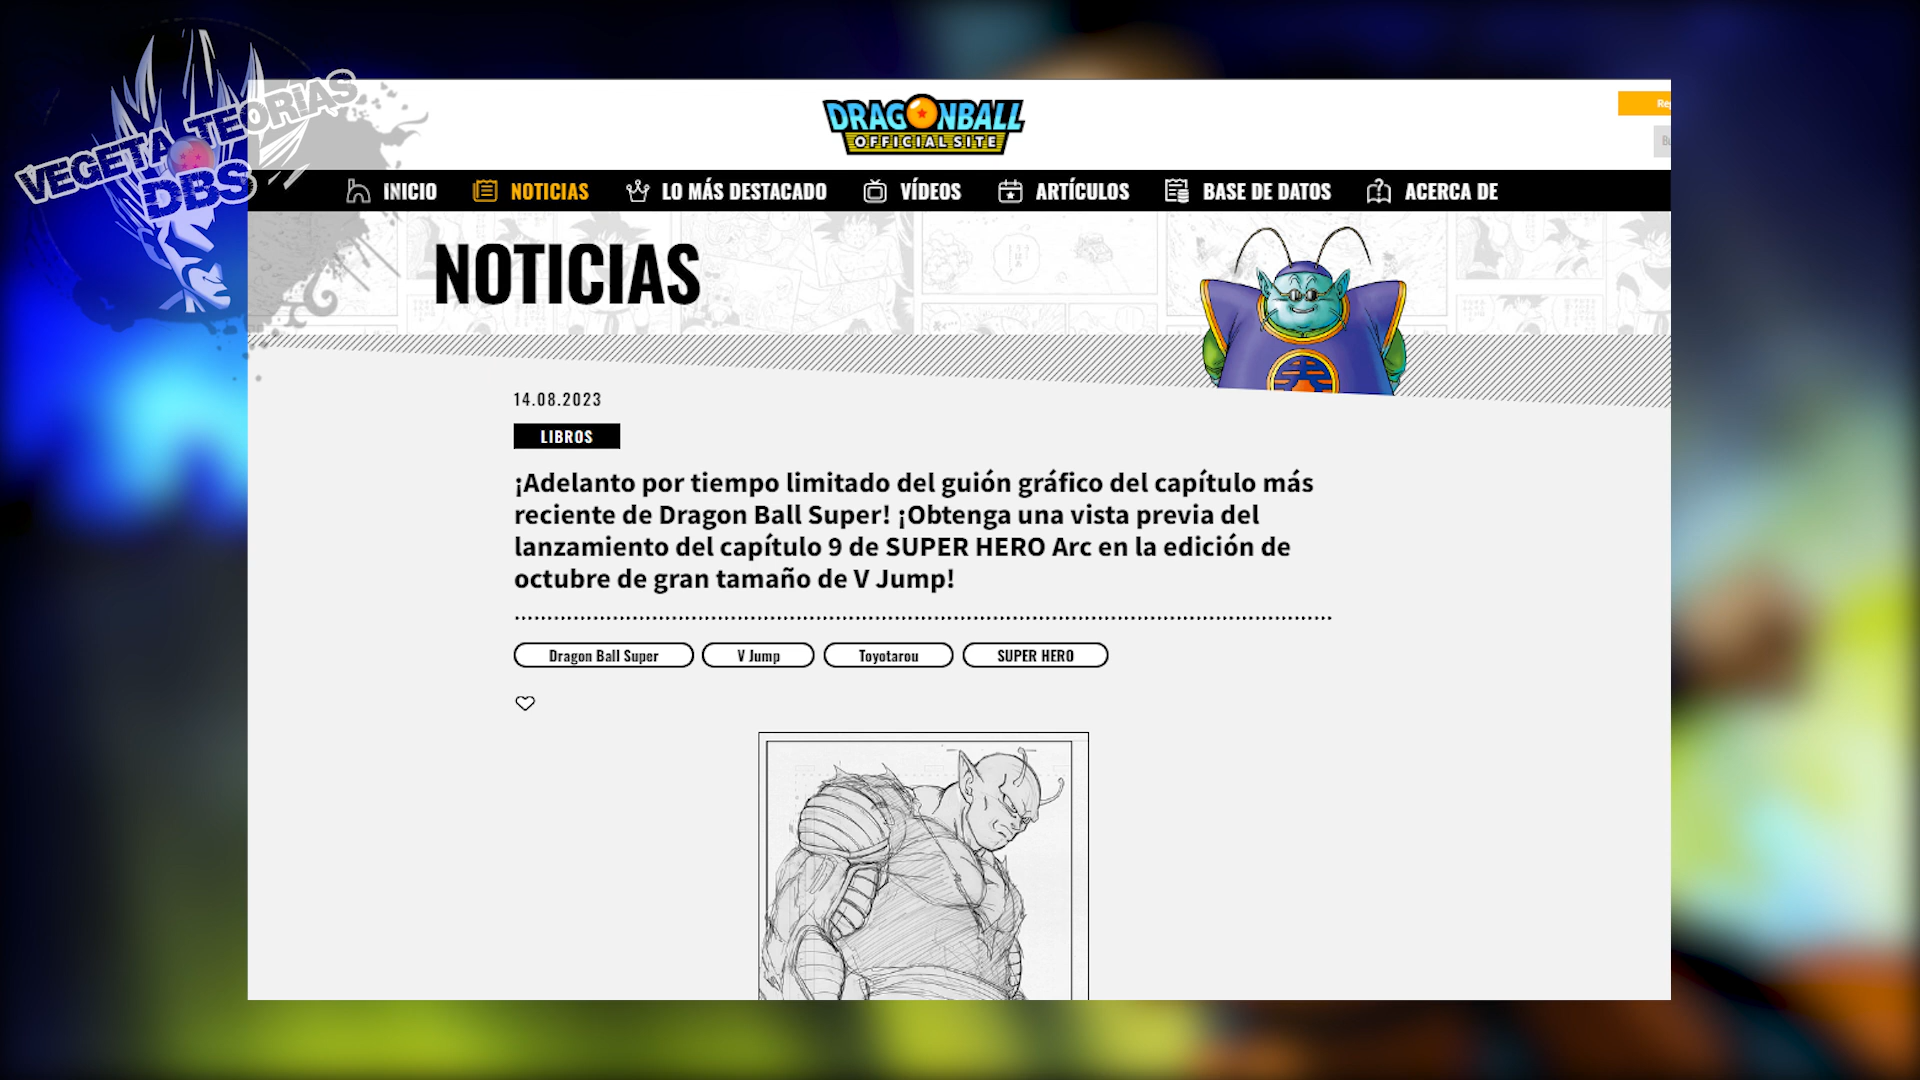 VEGETA TEORIAS
DBS
DRAGONBALL
OFFICIAL SITE
INICIO
NOTICIAS
LO MÁS DESTACADO
VÍDEOS
ARTÍCULOS
BASE DE DATOS
ACERCA DE
NOTICIAS
14.08.2023
LIBROS
¡Adelanto por tiempo limitado del guión gráfico del capítulo más
reciente de Dragon Ball Super! ¡Obtenga una vista previa del
lanzamiento del capítulo 9 de SUPER HERO Arc en la edición de
octubre de gran tamaño de V Jump!
Dragon Ball Super
V Jump
Toyotarou
SUPER HERO